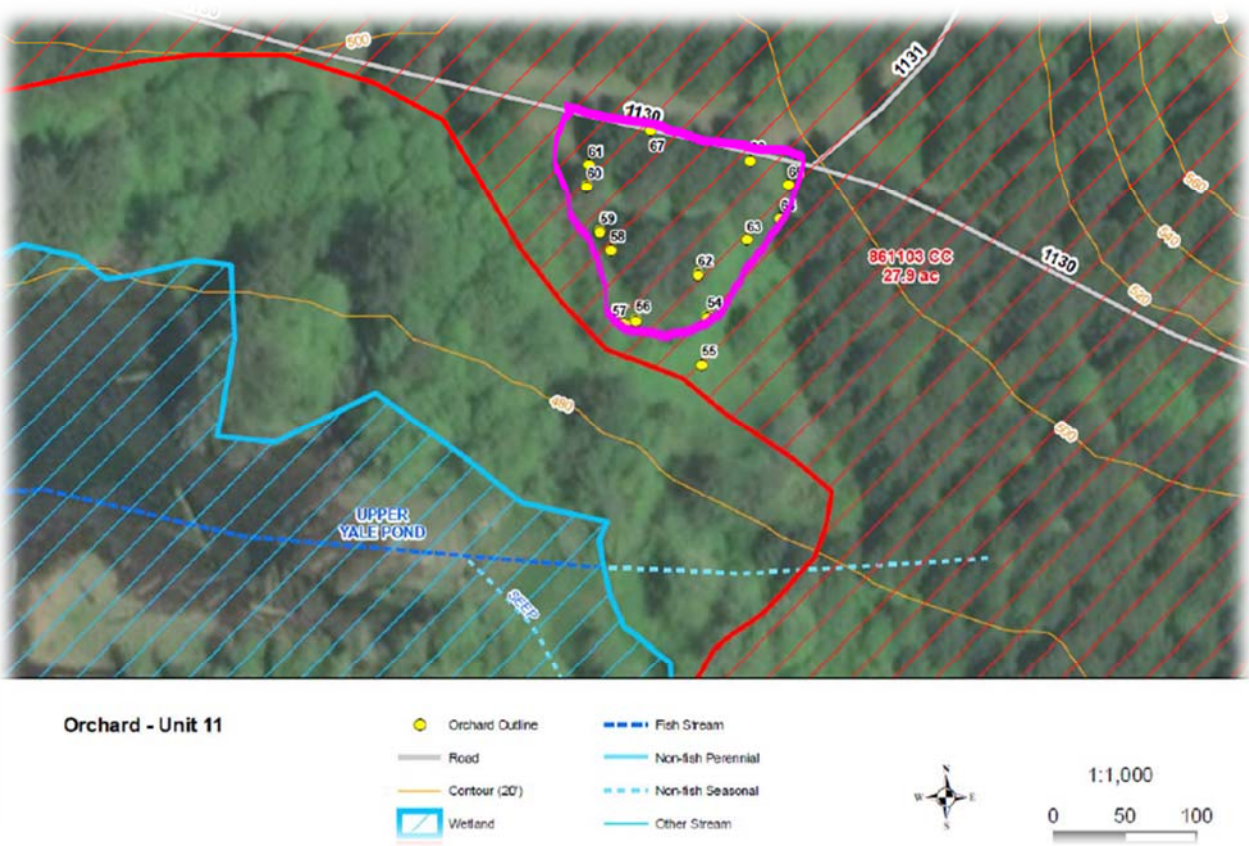 500
1131
1130
67
61
60
59
58
63
62
57 56
54
55
861103 CC
27.9 ac
1130
560
540
520
500
480
UPPER
YALE POND
SEEP
Orchard - Unit 11
Orchard Outline
Road
Contour (20')
Wetland
Fish Stream
Non-fish Perennial
Non-fish Seasonal
Other Stream
N
W
E
S
1:1,000
0 50 100